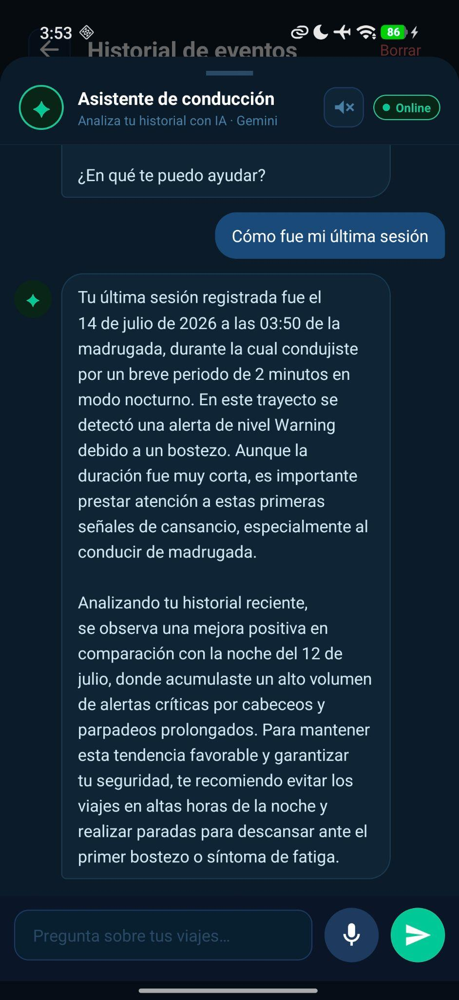 3:53
86
Historial de eventos
Borrar
Asistente de conducción
Analiza tu historial con IA · Gemini
Online
¿En qué te puedo ayudar?
Cómo fue mi última sesión
Tu última sesión registrada fue el
14 de julio de 2026 a las 03:50 de la
madrugada, durante la cual condujiste
por un breve periodo de 2 minutos en
modo nocturno. En este trayecto se
detectó una alerta de nivel Warning
debido a un bostezo. Aunque la
duración fue muy corta, es importante
prestar atención a estas primeras
señales de cansancio, especialmente al
conducir de madrugada.
Analizando tu historial reciente,
se observa una mejora positiva en
comparación con la noche del 12 de
julio, donde acumulaste un alto volumen
de alertas críticas por cabeceos y
parpadeos prolongados. Para mantener
esta tendencia favorable y garantizar
tu seguridad, te recomiendo evitar los
viajes en altas horas de la noche y
realizar paradas para descansar ante el
primer bostezo o síntoma de fatiga.
Pregunta sobre tus viajes...